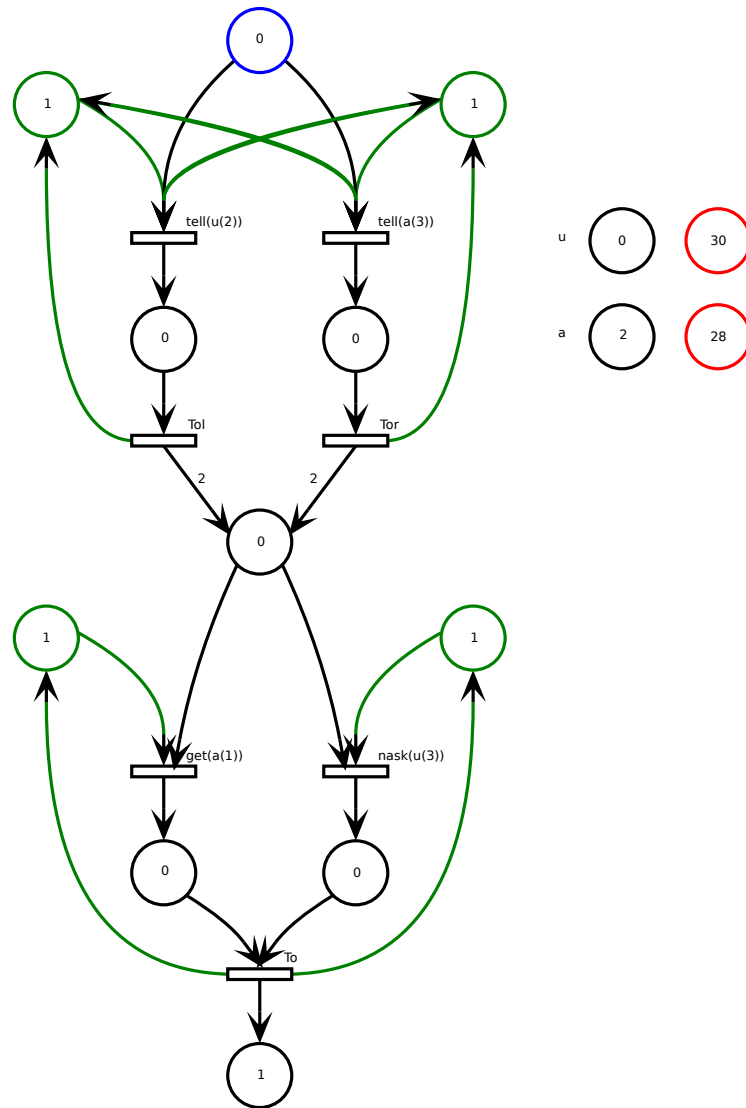 0
1
1
tell(u(2))
tell(a(3))
u
0
30
0
0
a
2
28
Tol
Tor
2
2
0
1
1
get(a(1))
nask(u(3))
0
0
To
1